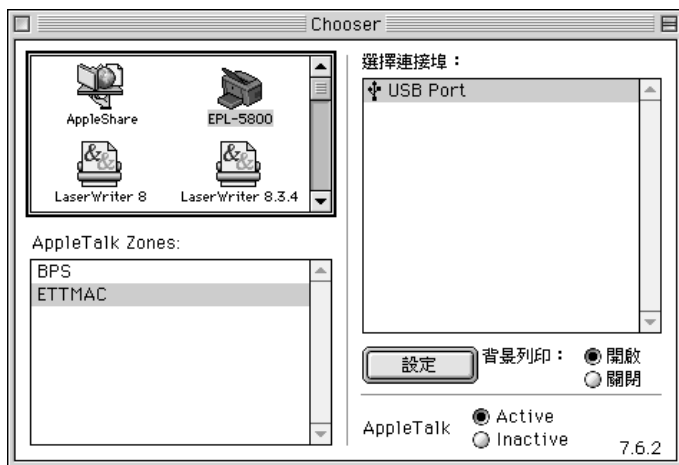 Chooser
AppleShare
EPL-5800
LaserWriter 8
LaserWriter 8.3.4
AppleTalk Zones:
BPS
ETTMAC
選擇連接埠：
USB Port
設定
背景列印：
開啟
關閉
AppleTalk
Active
Inactive
7.6.2